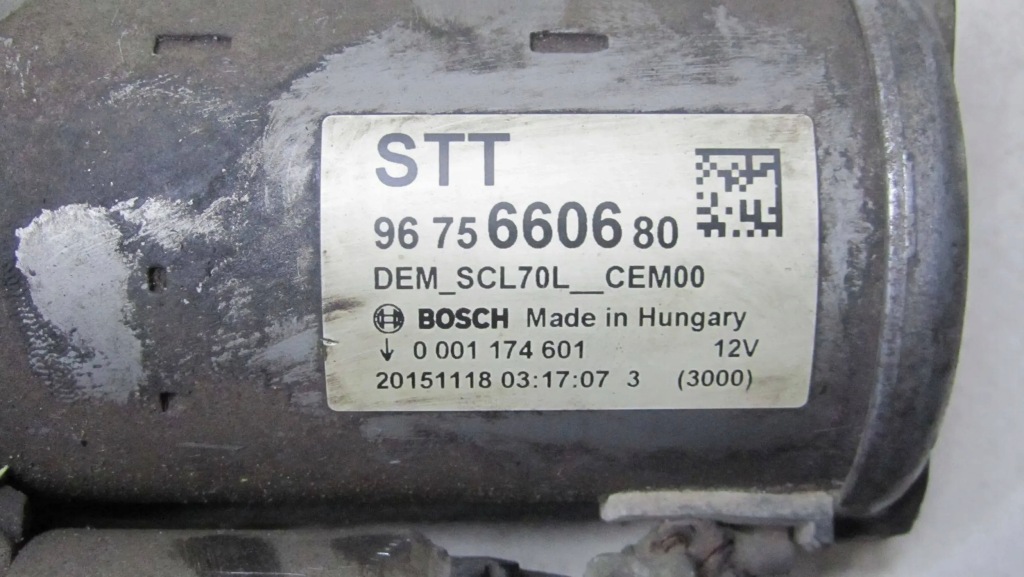 STT
96 75 6606 80
DEM_SCL70L__CEM00
BOSCH Made in Hungary
↓ 0 001 174 601 12V
20151118 03:17:07 3 (3000)